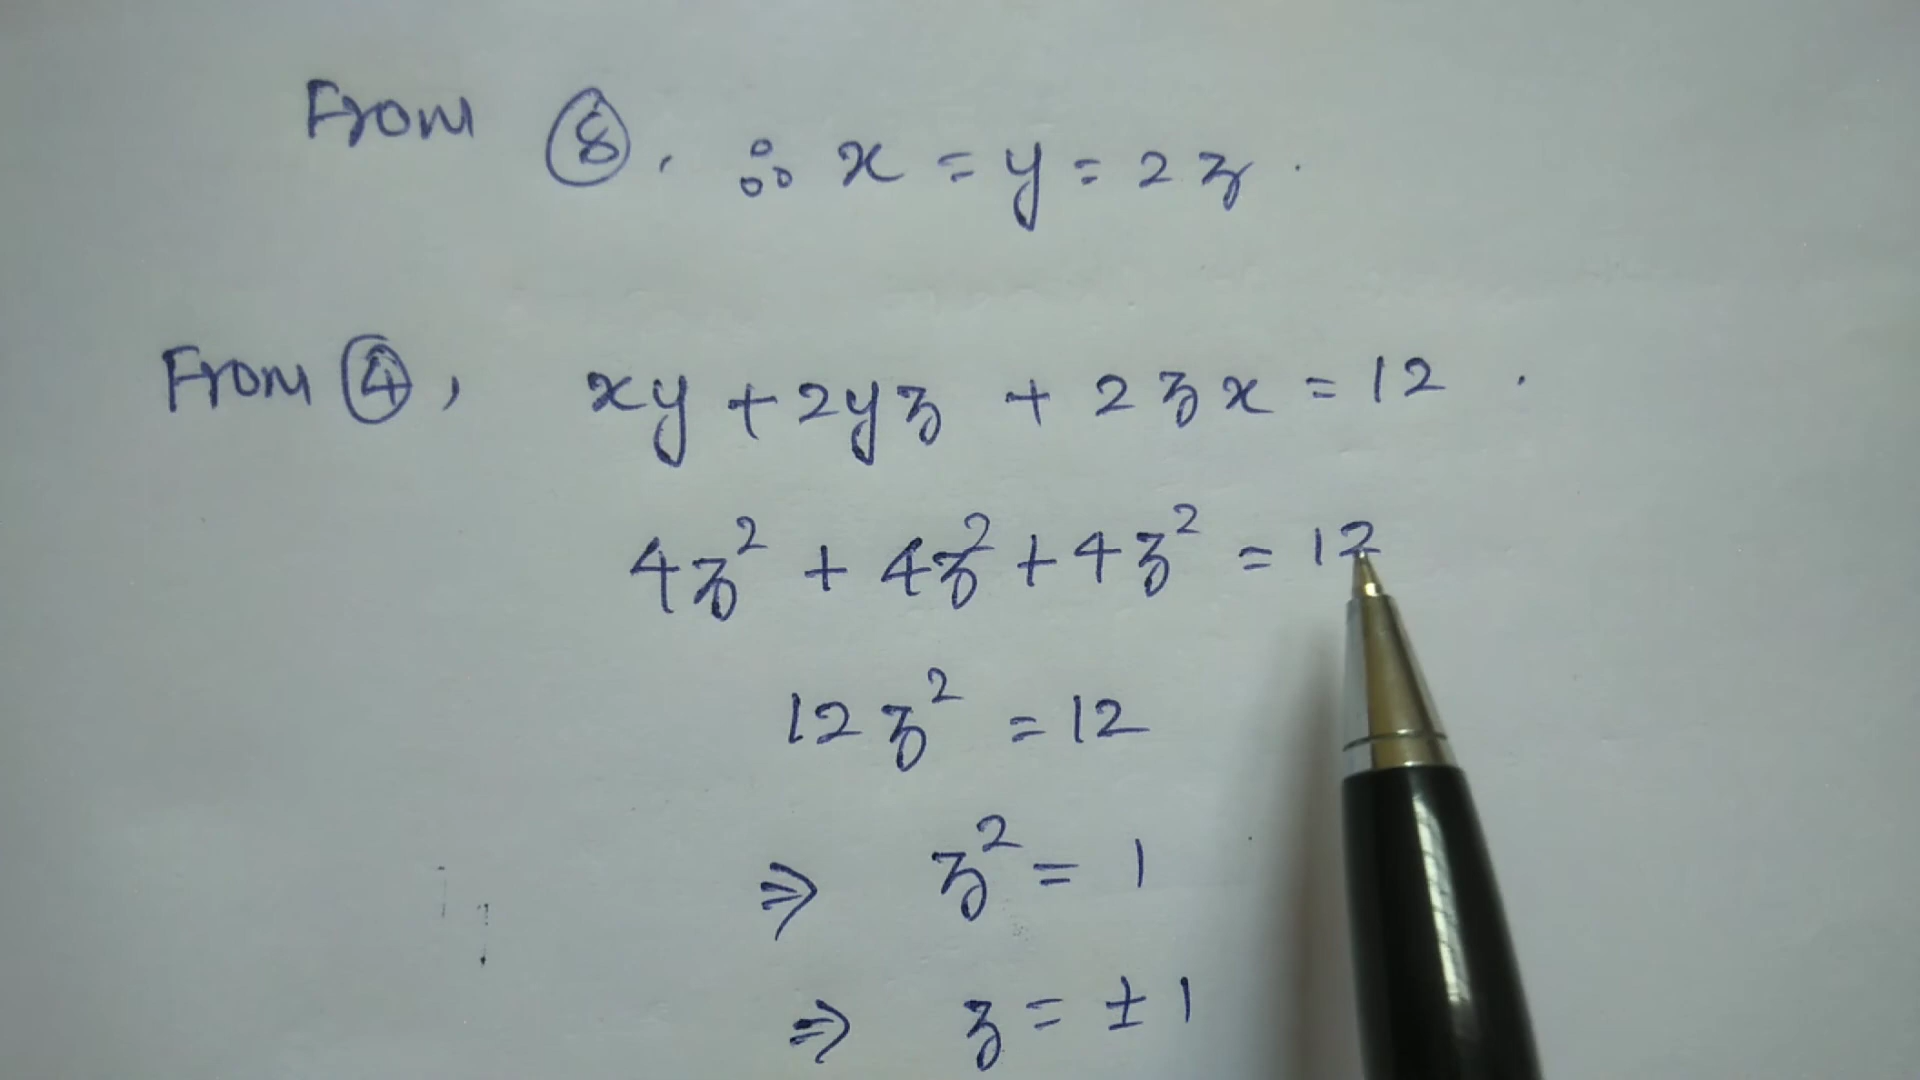 From ⑧, ∴ x = y = 2z.
From ④, xy + 2yz + 2zx = 12.
4z² + 4z² + 4z² = 12
12z² = 12
⇒ z² = 1
⇒ z = ±1